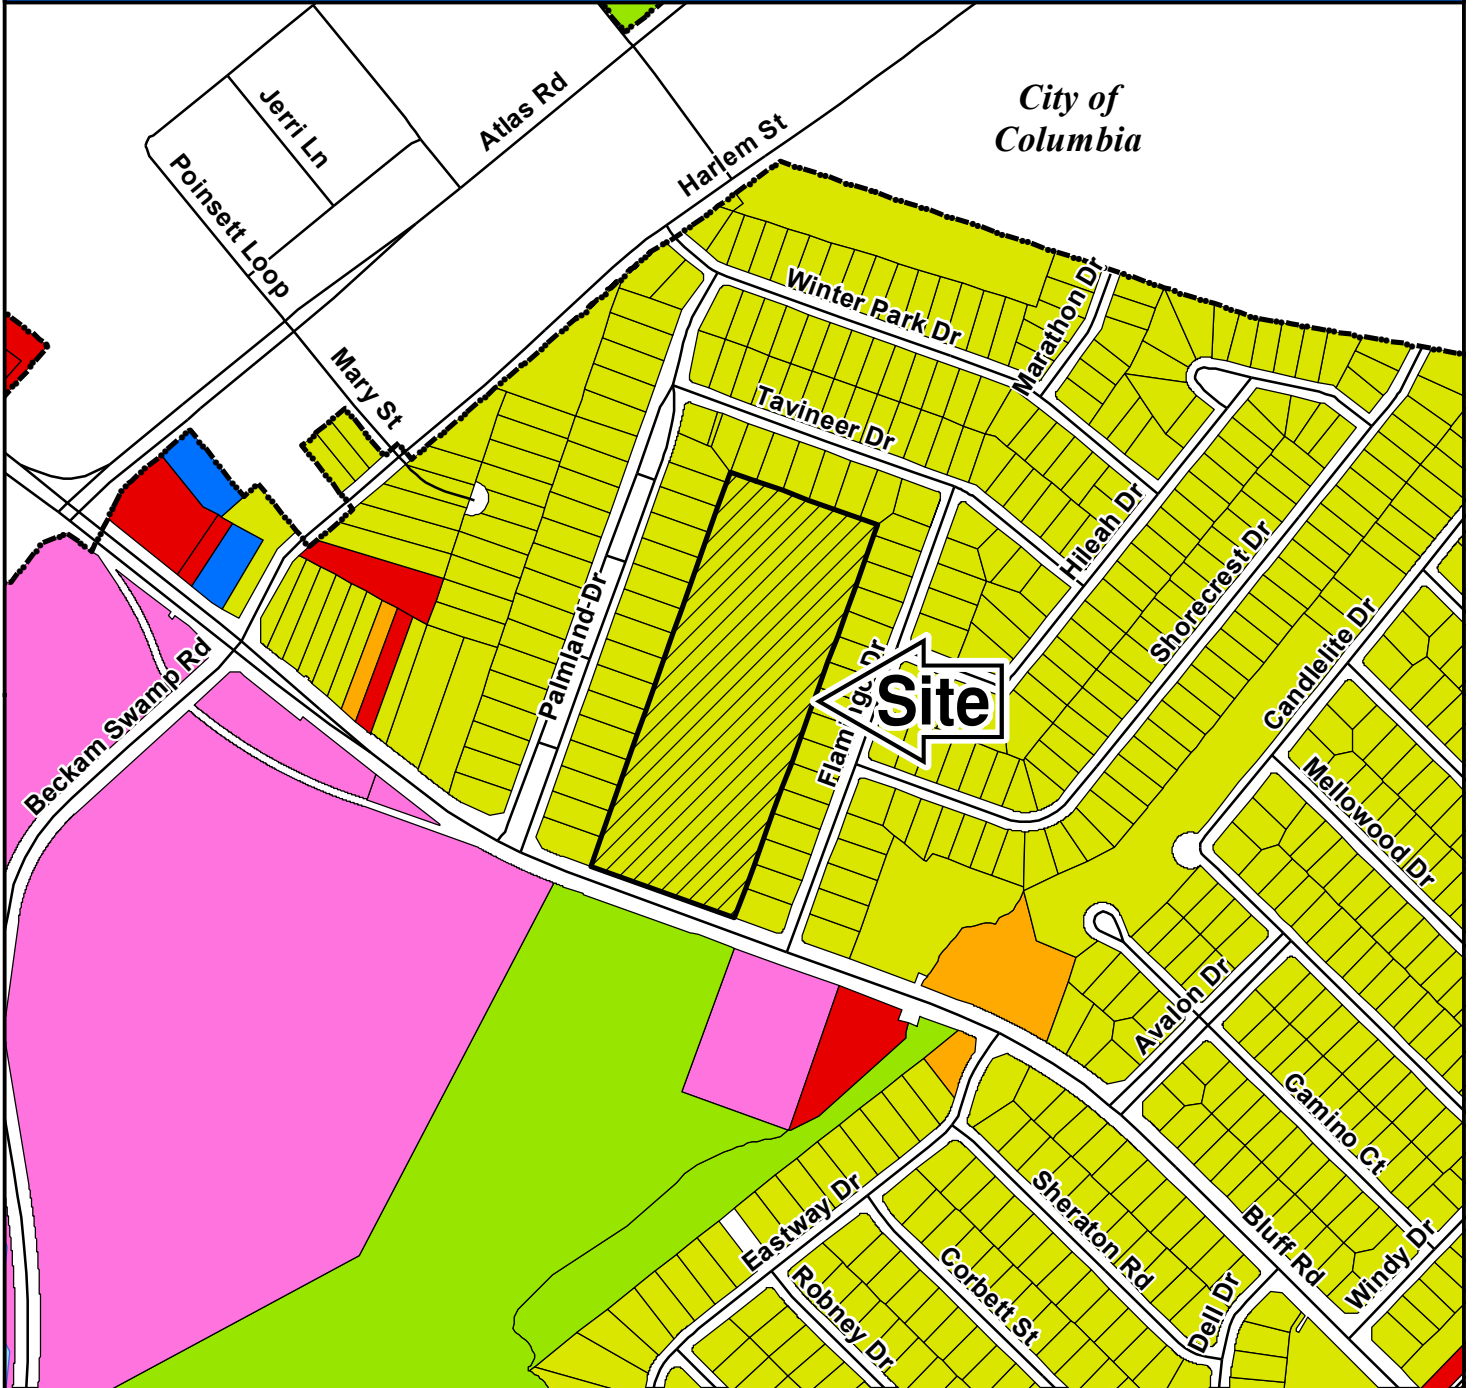 City of
Columbia
Jerri Ln
Atlas Rd
Harlem St
Poinsett Loop
Marathon Dr
Winter Park Dr
Mary St
Tavineer Dr
Hileah Dr
Shorecrest Dr
Palmland Dr
Candlelite Dr
Beckam Swamp Rd
Site
Mellowood Dr
Avalon Dr
Camino Ct
Eastway Dr
Sheraton Rd
Bluff Rd
Windy Dr
Corbett St
Robney Dr
Dell Dr